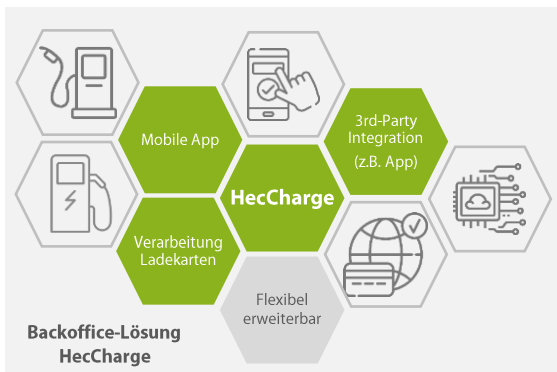 Mobile App
3rd-Party
Integration
(z.B. App)
HecCharge
Verarbeitung
Ladekarten
Flexibel
erweiterbar
Backoffice-Lösung
HecCharge